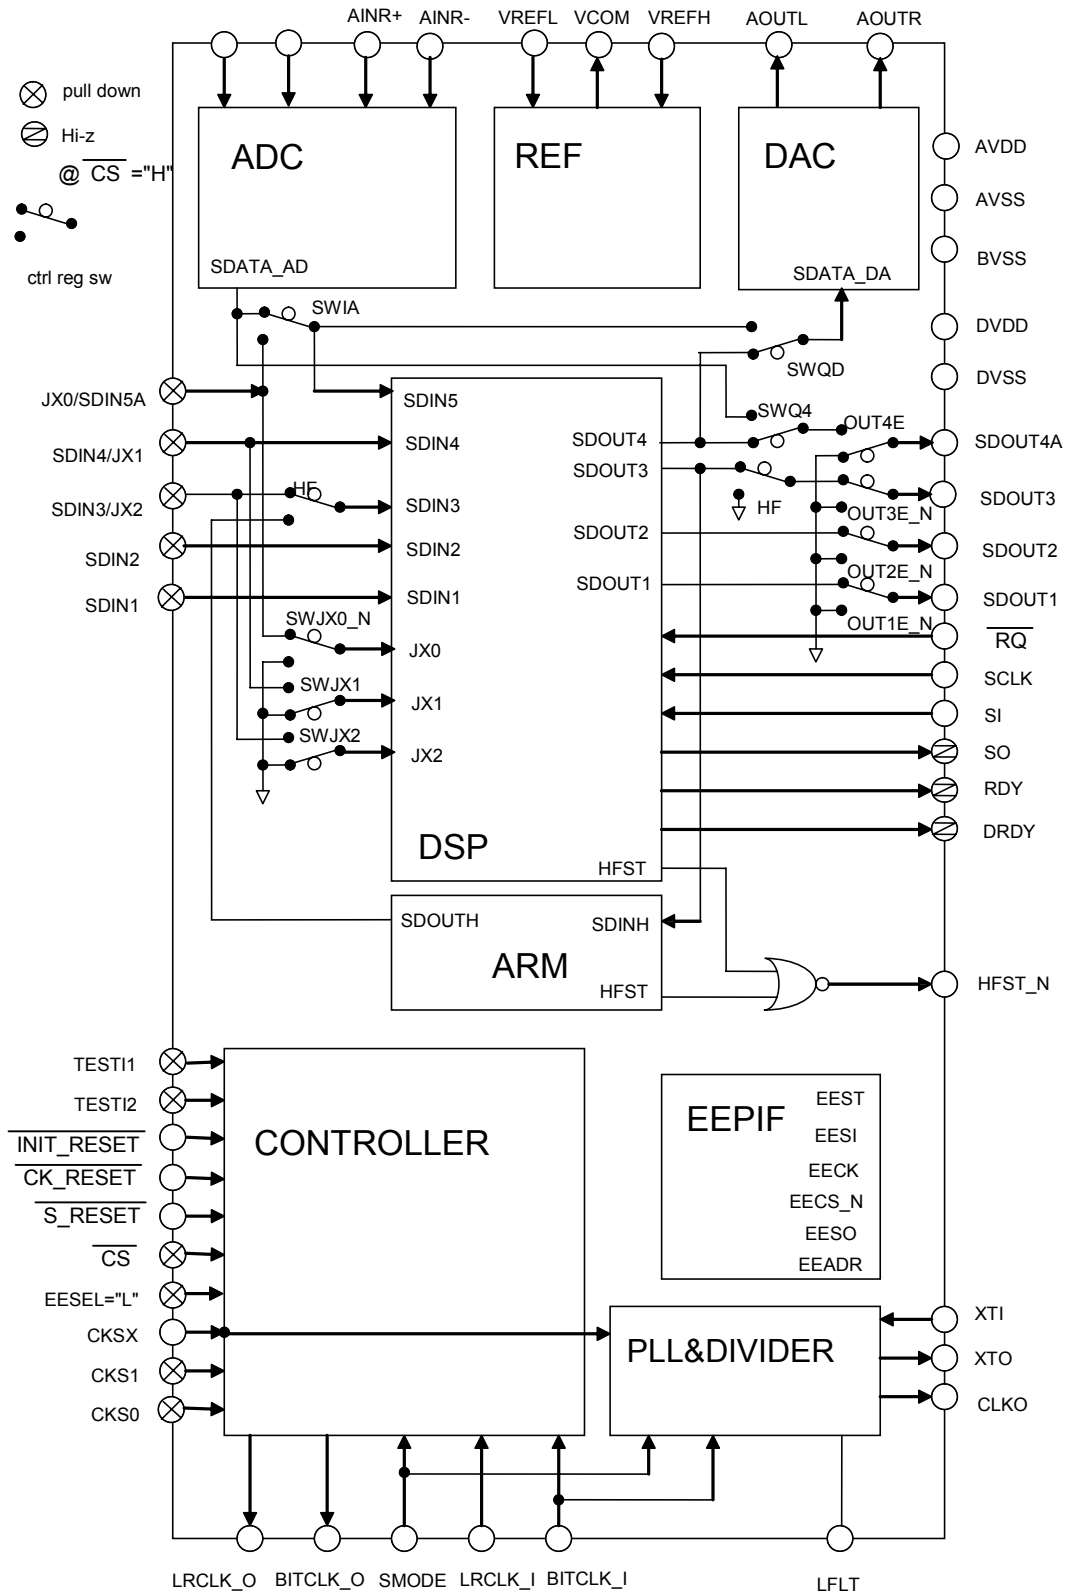 AINR+ AINR- VREFL VCOM VREFH AOUTL AOUTR
pull down
Hi-z
@ CS ="H"
ctrl reg sw
ADC
SDATA_AD
REF
DAC
SDATA_DA
AVDD
AVSS
BVSS
DVDD
DVSS
SWIA
SWQD
JX0/SDIN5A
SDIN4/JX1
SDIN3/JX2
SDIN2
SDIN1
HF
SWJX0_N
SWJX1
SWJX2
SDIN5
SDIN4
SDIN3
SDIN2
SDIN1
JX0
JX1
JX2
DSP
SDOUT4
SDOUT3
SDOUT2
SDOUT1
HFST
SWQ4
OUT4E
HF
OUT3E_N
OUT2E_N
OUT1E_N
SDOUT4A
SDOUT3
SDOUT2
SDOUT1
RQ
SCLK
SI
SO
RDY
DRDY
SDOUTH
SDINH
ARM
HFST
HFST_N
TESTI1
TESTI2
INIT_RESET
CK_RESET
S_RESET
CS
EESEL="L"
CKSX
CKS1
CKS0
CONTROLLER
EEPIF
EEST
EESI
EECK
EECS_N
EESO
EEADR
PLL&DIVIDER
XTI
XTO
CLKO
LRCLK_O BITCLK_O SMODE LRCLK_I BITCLK_I LFLT